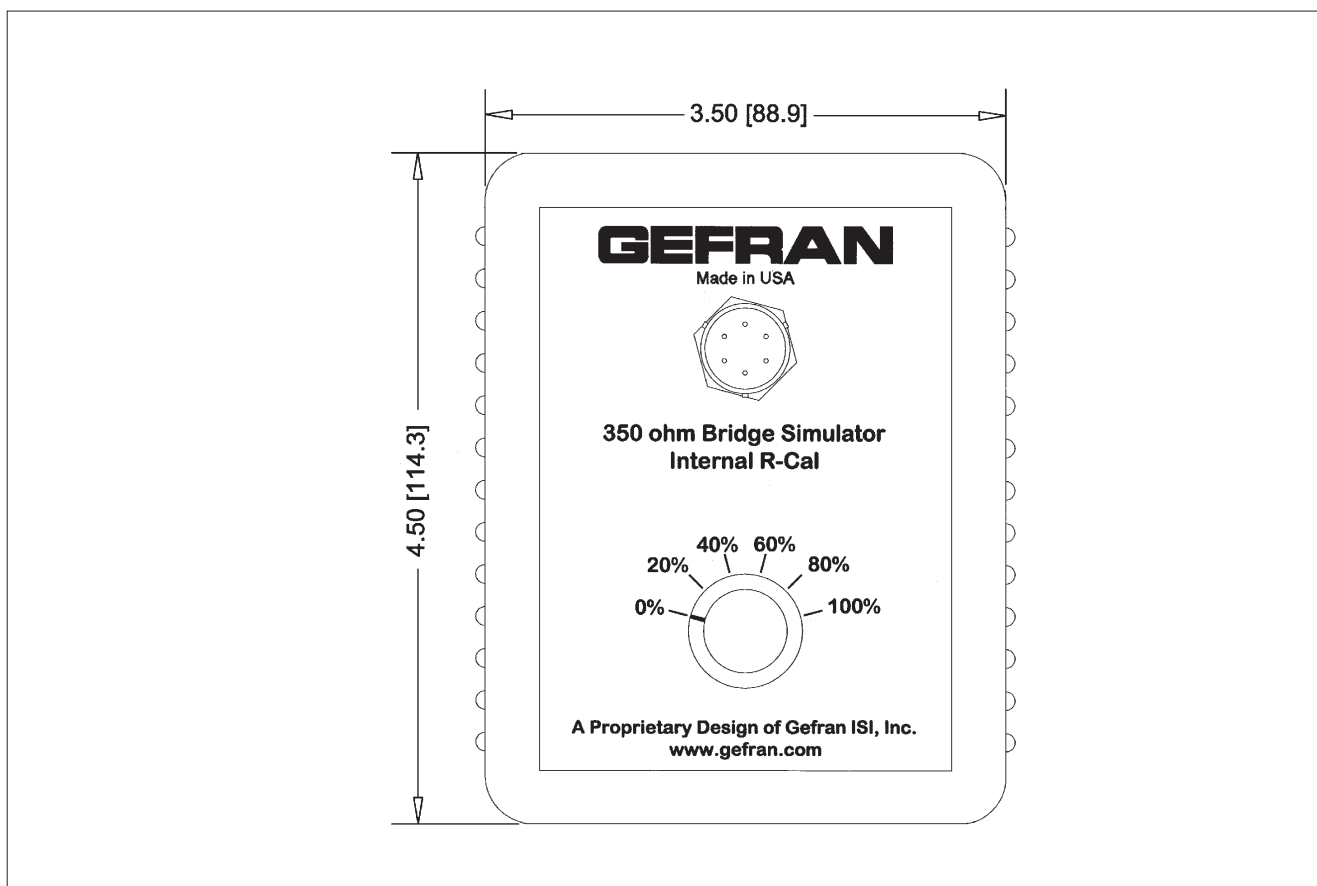 3.50 [88.9]
4.50 [114.3]
GEFRAN
Made in USA
350 ohm Bridge Simulator
Internal R-Cal
0%
20%
40%
60%
80%
100%
A Proprietary Design of Gefran ISI, Inc.
www.gefran.com